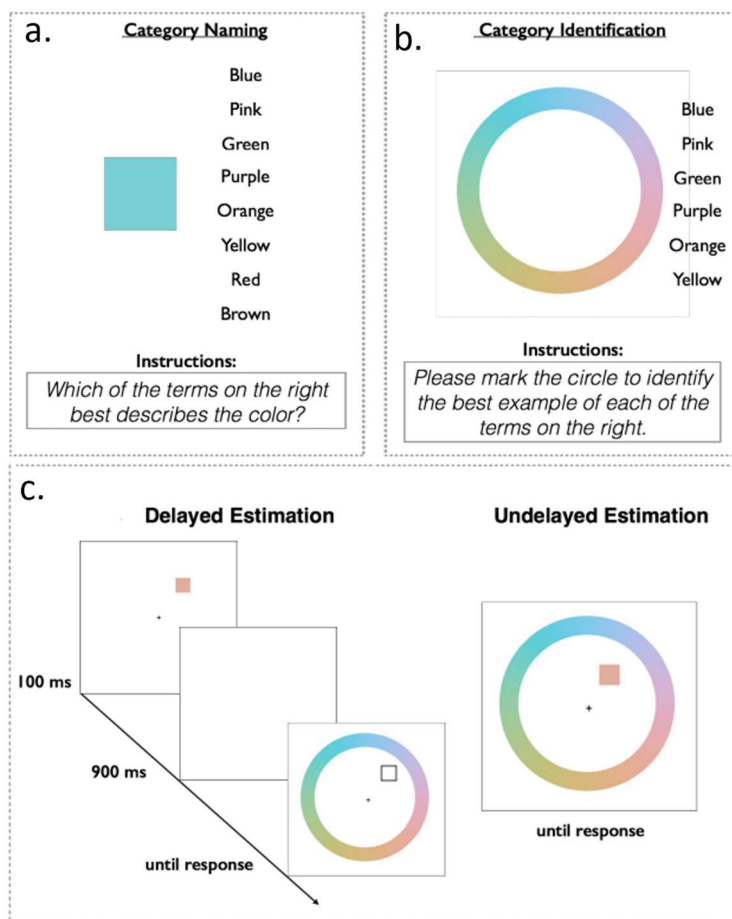 a.
Category Naming
Blue
Pink
Green
Purple
Orange
Yellow
Red
Brown
Instructions:
Which of the terms on the right
best describes the color?
b.
Category Identification
Blue
Pink
Green
Purple
Orange
Yellow
Instructions:
Please mark the circle to identify
the best example of each of the
terms on the right.
c.
Delayed Estimation
100 ms
900 ms
until response
Undelayed Estimation
until response